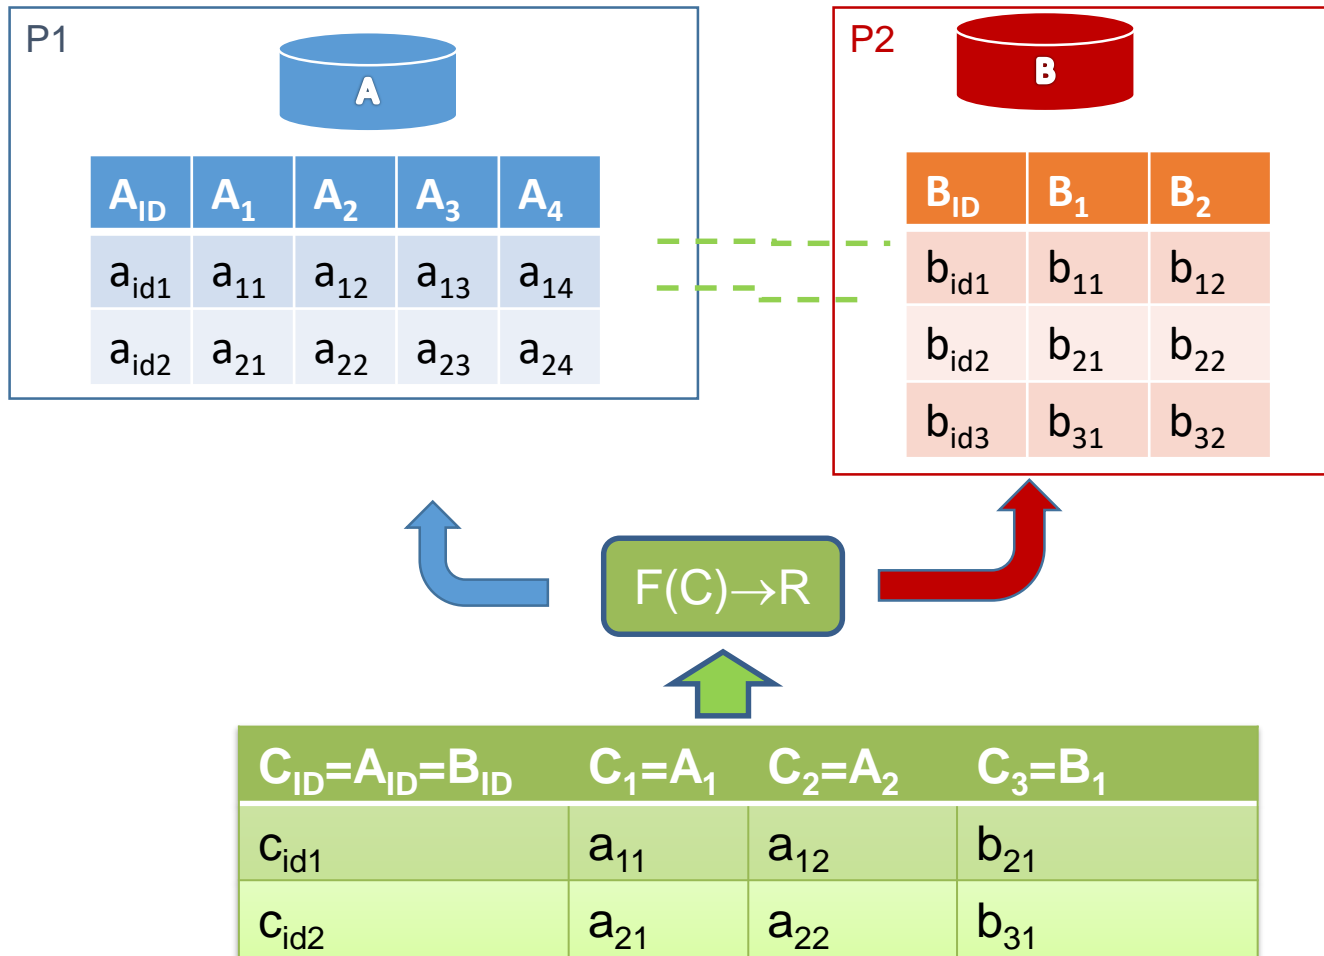 P1
A
A_ID A_1 A_2 A_3 A_4
a_id1 a_11 a_12 a_13 a_14
a_id2 a_21 a_22 a_23 a_24
P2
B
B_ID B_1 B_2
b_id1 b_11 b_12
b_id2 b_21 b_22
b_id3 b_31 b_32
F(C)→R
C_ID=A_ID=B_ID C_1=A_1 C_2=A_2 C_3=B_1
c_id1 a_11 a_12 b_21
c_id2 a_21 a_22 b_31